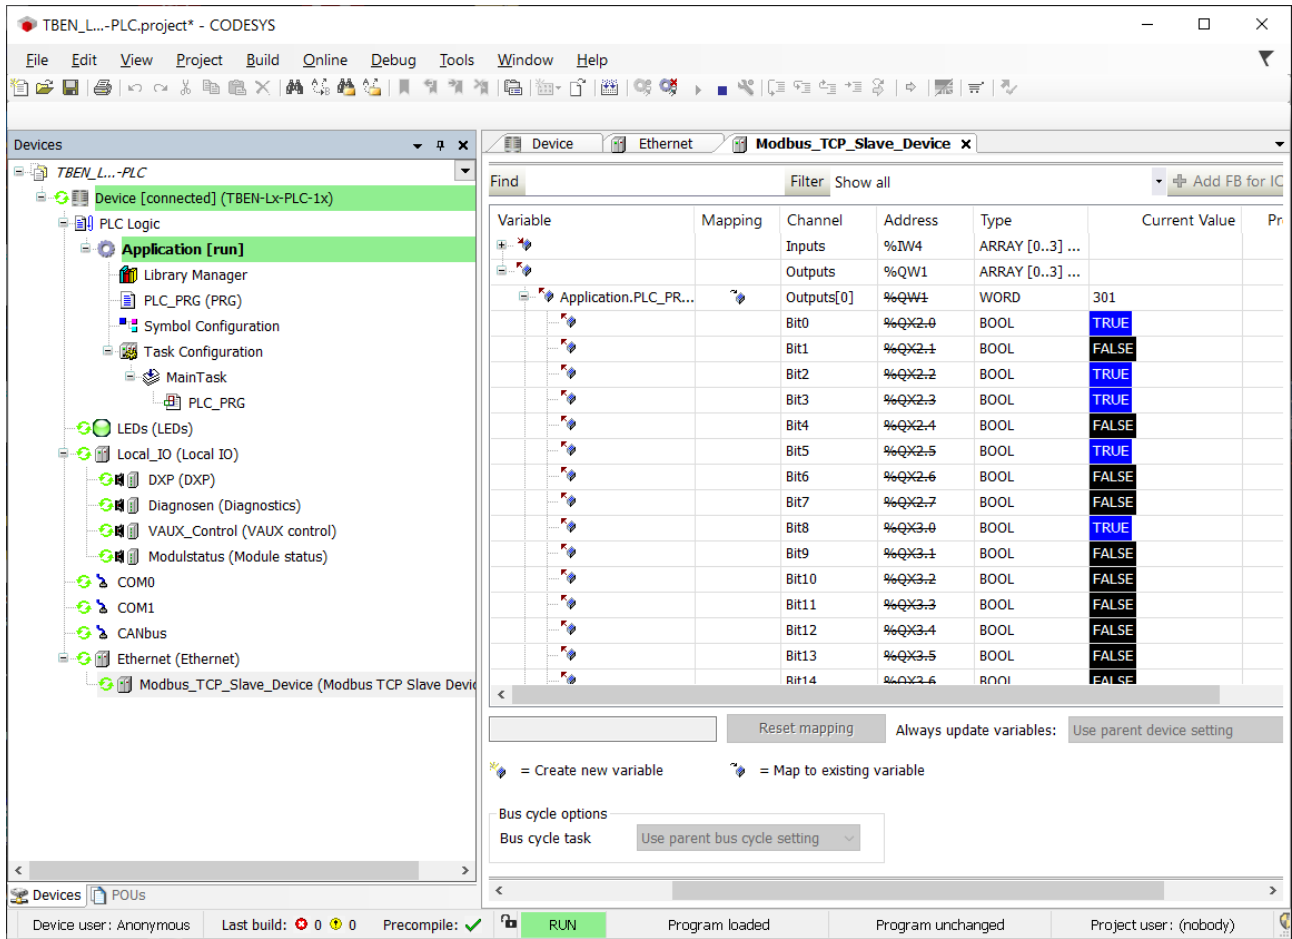 TBEN_L...-PLC.project* - CODESYS
File Edit View Project Build Online Debug Tools Window Help
Devices
TBEN_L...-PLC
Device [connected] (TBEN-Lx-PLC-1x)
PLC Logic
Application [run]
Library Manager
PLC_PRG (PRG)
Symbol Configuration
Task Configuration
MainTask
PLC_PRG
LEDs (LEDs)
Local_IO (Local IO)
DXP (DXP)
Diagnosen (Diagnostics)
VAUX_Control (VAUX control)
Modulstatus (Module status)
COM0
COM1
CANbus
Ethernet (Ethernet)
Modbus_TCP_Slave_Device (Modbus TCP Slave Devic
Devices POUs
Device Ethernet Modbus_TCP_Slave_Device
Find Filter Show all Add FB for IO
Variable Mapping Channel Address Type Current Value Pr
Inputs %IW4 ARRAY [0..3] ...
Outputs %QW1 ARRAY [0..3] ...
Application.PLC_PR... Outputs[0] %QW1 WORD 301
Bit0 %QX2.0 BOOL TRUE
Bit1 %QX2.1 BOOL FALSE
Bit2 %QX2.2 BOOL TRUE
Bit3 %QX2.3 BOOL TRUE
Bit4 %QX2.4 BOOL FALSE
Bit5 %QX2.5 BOOL TRUE
Bit6 %QX2.6 BOOL FALSE
Bit7 %QX2.7 BOOL FALSE
Bit8 %QX3.0 BOOL TRUE
Bit9 %QX3.1 BOOL FALSE
Bit10 %QX3.2 BOOL FALSE
Bit11 %QX3.3 BOOL FALSE
Bit12 %QX3.4 BOOL FALSE
Bit13 %QX3.5 BOOL FALSE
Bit14 %QX3.6 BOOL FALSE
Reset mapping Always update variables: Use parent device setting
= Create new variable = Map to existing variable
Bus cycle options
Bus cycle task Use parent bus cycle setting
Device user: Anonymous Last build: 0 0 Precompile: RUN Program loaded Program unchanged Project user: (nobody)